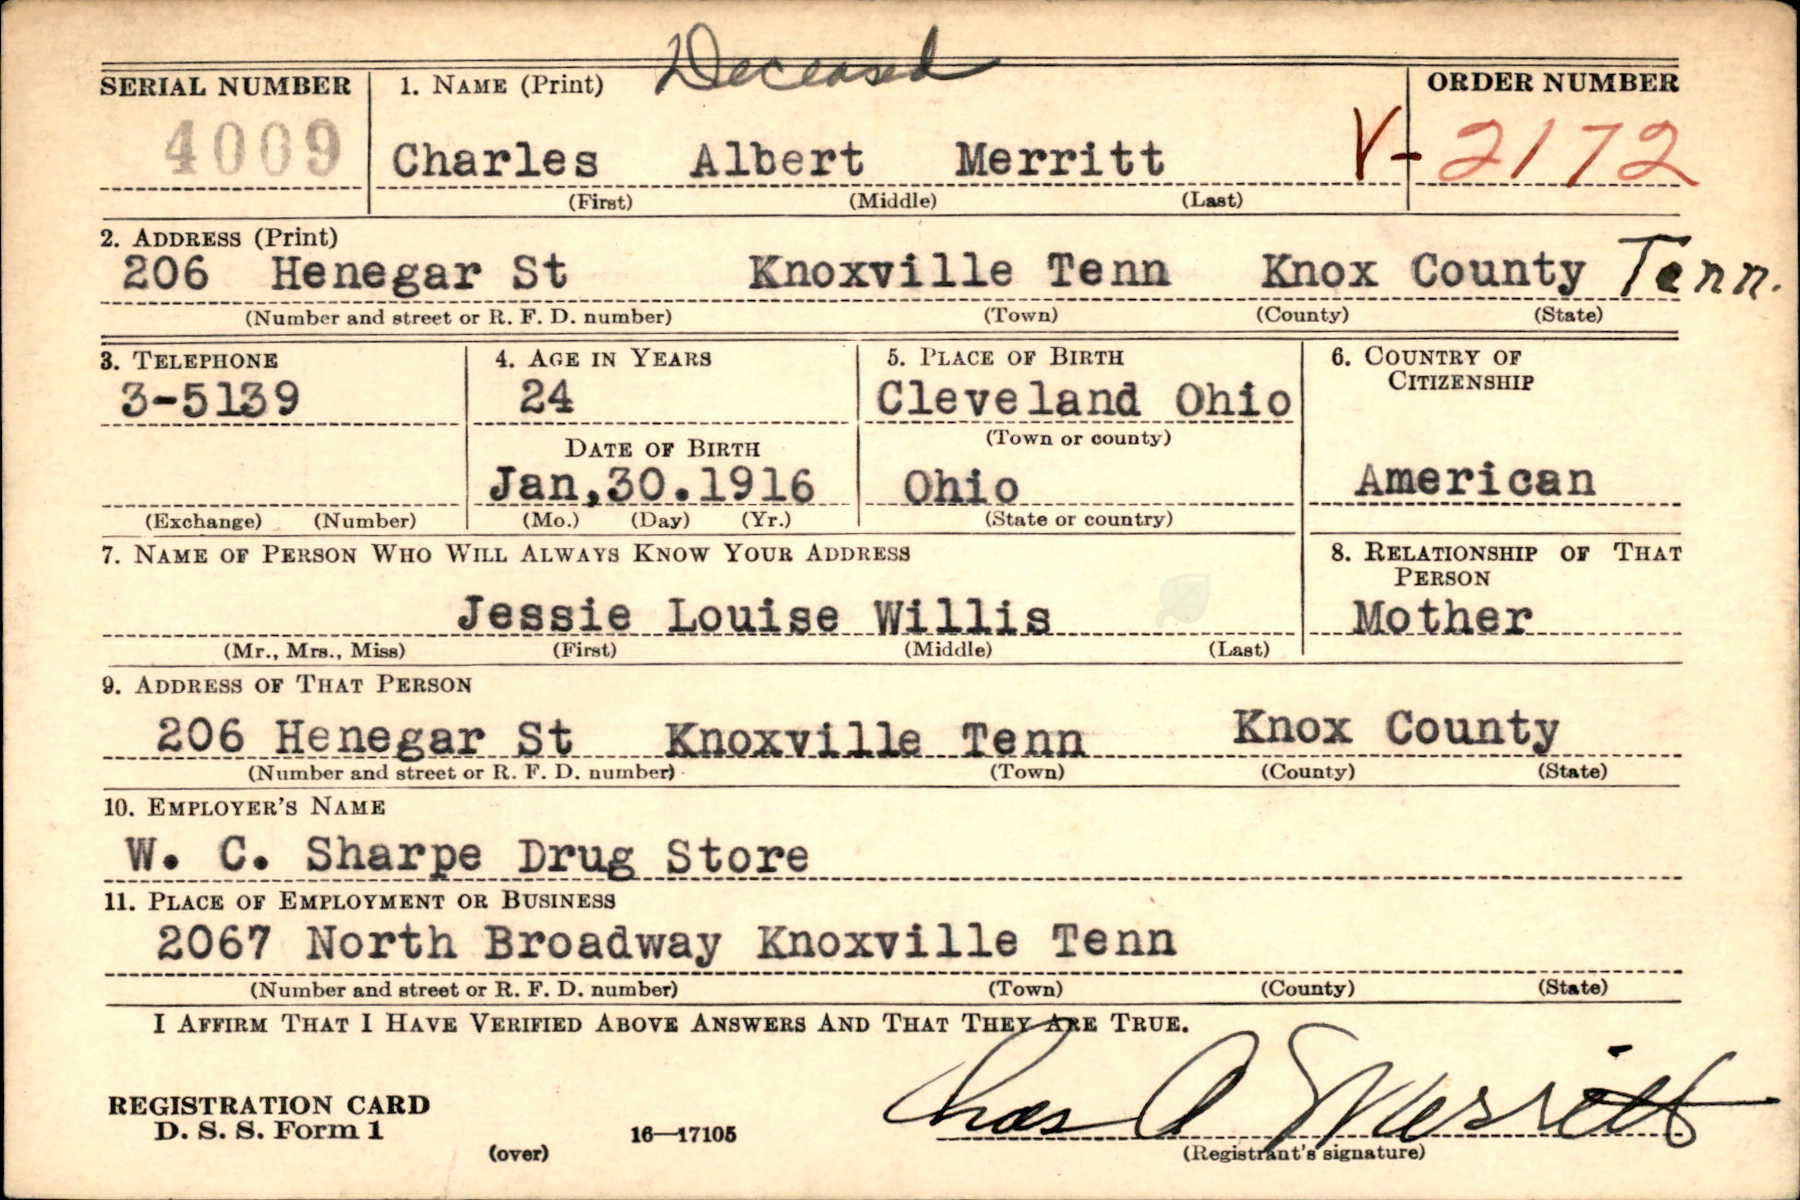 Deceased
SERIAL NUMBER
1. NAME (Print)
ORDER NUMBER
4009
Charles Albert Merritt
V-2172
(First) (Middle) (Last)
2. ADDRESS (Print)
206 Henegar St Knoxville Tenn Knox County Tenn.
(Number and street or R. F. D. number) (Town) (County) (State)
3. TELEPHONE
3-5139
(Exchange) (Number)
4. AGE IN YEARS
24
DATE OF BIRTH
Jan,30.1916
(Mo.) (Day) (Yr.)
5. PLACE OF BIRTH
Cleveland Ohio
(Town or county)
Ohio
(State or country)
6. COUNTRY OF
CITIZENSHIP
American
7. NAME OF PERSON WHO WILL ALWAYS KNOW YOUR ADDRESS
Jessie Louise Willis
(Mr., Mrs., Miss) (First) (Middle) (Last)
8. RELATIONSHIP OF THAT
PERSON
Mother
9. ADDRESS OF THAT PERSON
206 Henegar St Knoxville Tenn Knox County
(Number and street or R. F. D. number) (Town) (County) (State)
10. EMPLOYER'S NAME
W. C. Sharpe Drug Store
11. PLACE OF EMPLOYMENT OR BUSINESS
2067 North Broadway Knoxville Tenn
(Number and street or R. F. D. number) (Town) (County) (State)
I AFFIRM THAT I HAVE VERIFIED ABOVE ANSWERS AND THAT THEY ARE TRUE.
REGISTRATION CARD
D. S. S. Form 1
(over)
16—17105
Chas A Merritt
(Registrant's signature)